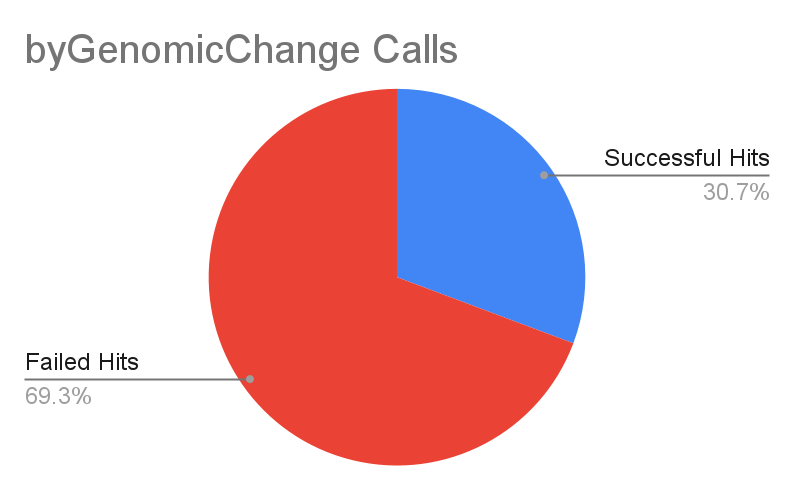 byGenomicChange Calls
Successful Hits
30.7%
Failed Hits
69.3%